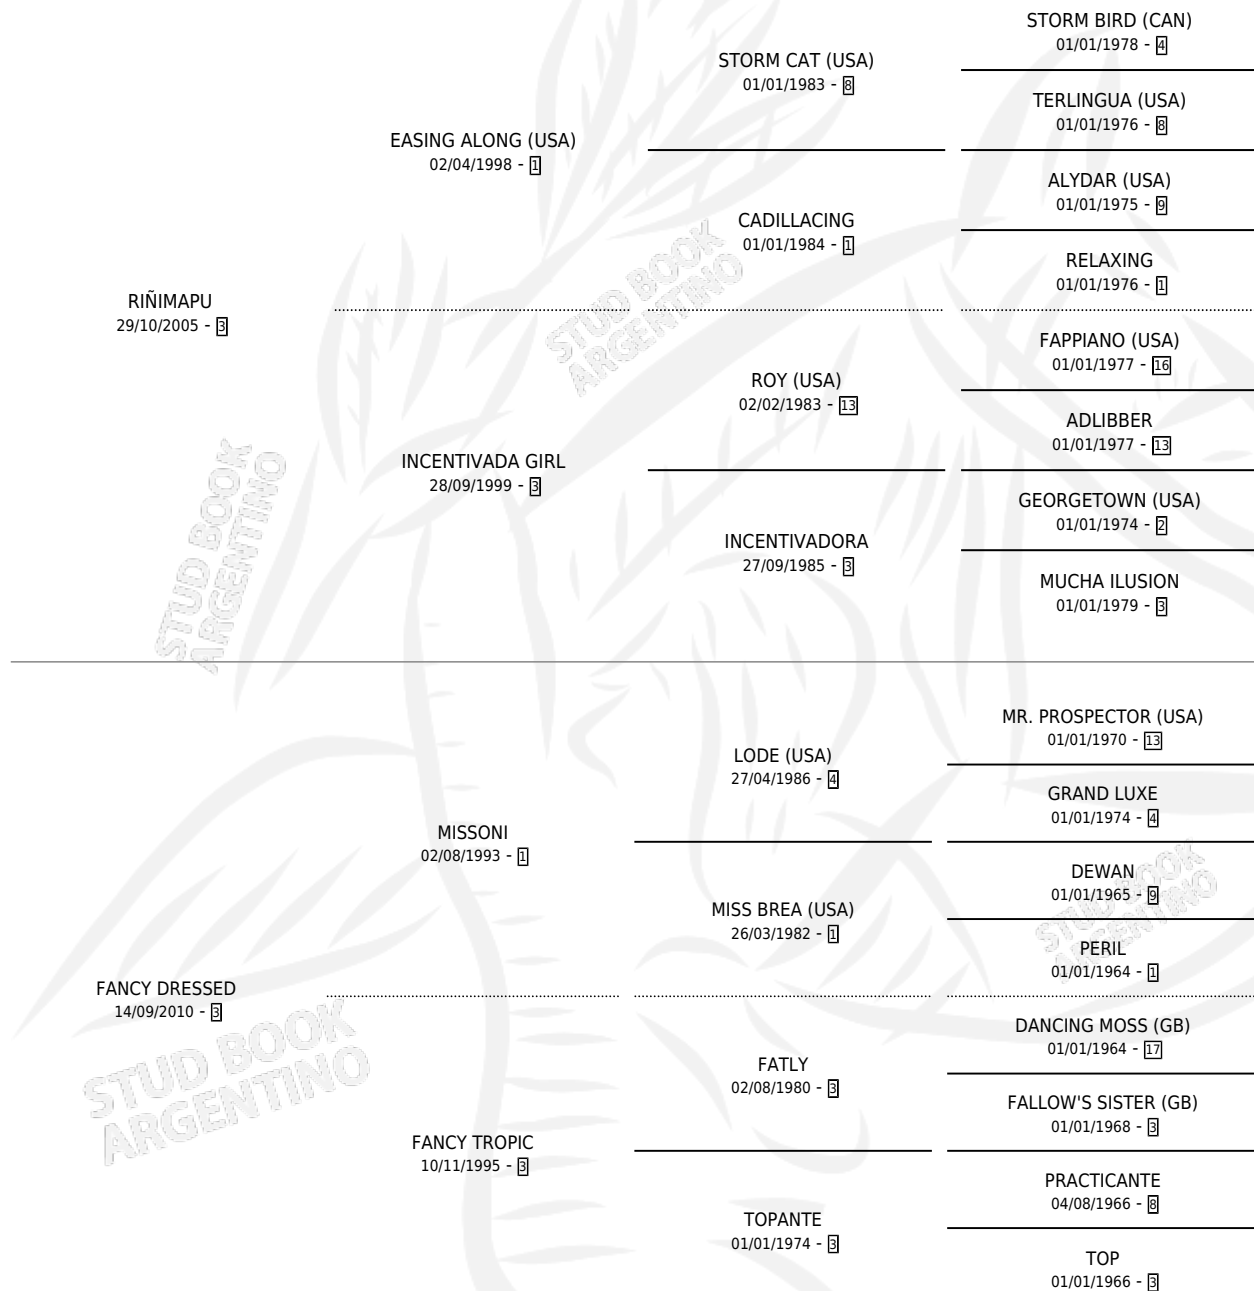 STORM BIRD (CAN)
01/01/1978 - 4
STORM CAT (USA)
01/01/1983 - 8
TERLINGUA (USA)
01/01/1976 - 8
EASING ALONG (USA)
02/04/1998 - 1
ALYDAR (USA)
01/01/1975 - 9
CADILLACING
01/01/1984 - 1
RELAXING
01/01/1976 - 1
RIÑIMAPU
29/10/2005 - 3
FAPPIANO (USA)
01/01/1977 - 16
ROY (USA)
02/02/1983 - 13
ADLIBBER
01/01/1977 - 13
INCENTIVADA GIRL
28/09/1999 - 3
GEORGETOWN (USA)
01/01/1974 - 2
INCENTIVADORA
27/09/1985 - 3
MUCHA ILUSION
01/01/1979 - 3
MR. PROSPECTOR (USA)
01/01/1970 - 13
LODE (USA)
27/04/1986 - 4
GRAND LUXE
01/01/1974 - 4
MISSONI
02/08/1993 - 1
DEWAN
01/01/1965 - 9
MISS BREA (USA)
26/03/1982 - 1
PERIL
01/01/1964 - 1
FANCY DRESSED
14/09/2010 - 3
DANCING MOSS (GB)
01/01/1964 - 17
FATLY
02/08/1980 - 3
FALLOW'S SISTER (GB)
01/01/1968 - 3
FANCY TROPIC
10/11/1995 - 3
PRACTICANTE
04/08/1966 - 8
TOPANTE
01/01/1974 - 3
TOP
01/01/1966 - 3
STUD BOOK
ARGENTINO
STUD BOOK
ARGENTINO
STUD BOOK
ARGENTINO
STUD BOOK
ARGENTINO